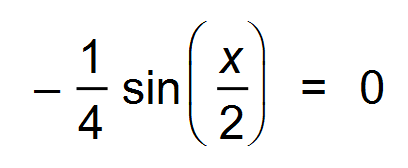 − 1/4 sin(x/2) = 0